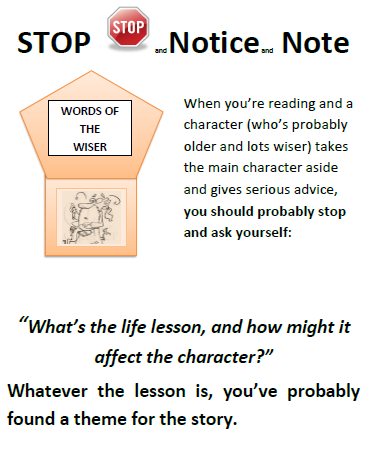 STOP STOP and Notice and Note
WORDS OF
THE
WISER
When you're reading and a
character (who's probably
older and lots wiser) takes
the main character aside
and gives serious advice,
you should probably stop
and ask yourself:
"What's the life lesson, and how might it
affect the character?"
Whatever the lesson is, you've probably
found a theme for the story.